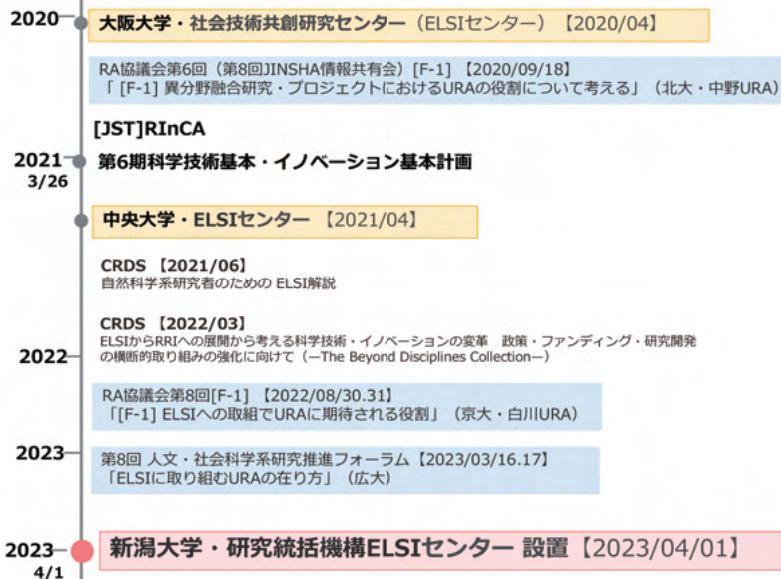 2020
大阪大学・社会技術共創研究センター（ELSIセンター）【2020/04】
RA協議会第6回（第8回JINSHA情報共有会）[F-1] 【2020/09/18】
「 [F-1] 異分野融合研究・プロジェクトにおけるURAの役割について考える」（北大・中野URA）
[JST]RInCA
2021
3/26
第6期科学技術基本・イノベーション基本計画
中央大学・ELSIセンター 【2021/04】
CRDS 【2021/06】
自然科学系研究者のための ELSI解説
CRDS 【2022/03】
ELSIからRRIへの展開から考える科学技術・イノベーションの変革　政策・ファンディング・研究開発
の横断的取り組みの強化に向けて（―The Beyond Disciplines Collection―）
2022
RA協議会第8回[F-1] 【2022/08/30.31】
「[F-1] ELSIへの取組でURAに期待される役割」（京大・白川URA）
2023
第8回 人文・社会科学系研究推進フォーラム【2023/03/16.17】
「ELSIに取り組むURAの在り方」（広大）
2023
4/1
新潟大学・研究統括機構ELSIセンター 設置【2023/04/01】